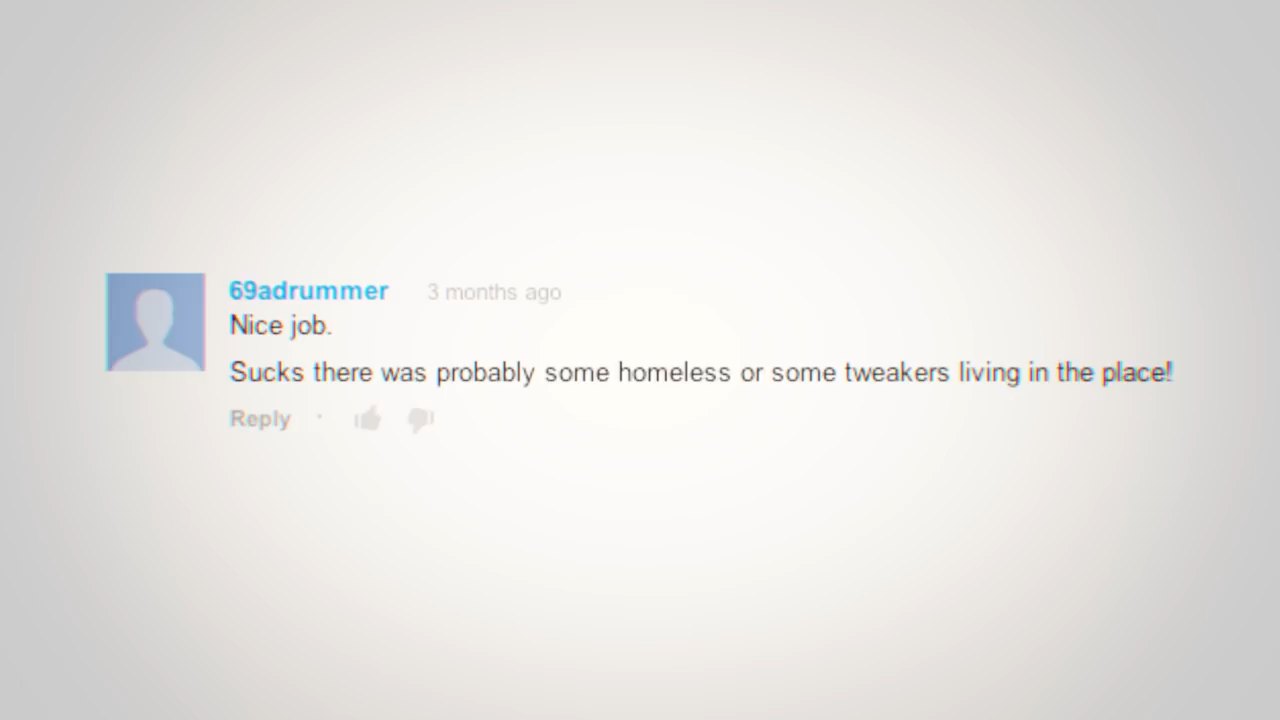 69adrummer 3 months ago
Nice job.
Sucks there was probably some homeless or some tweakers living in the place!
Reply ·